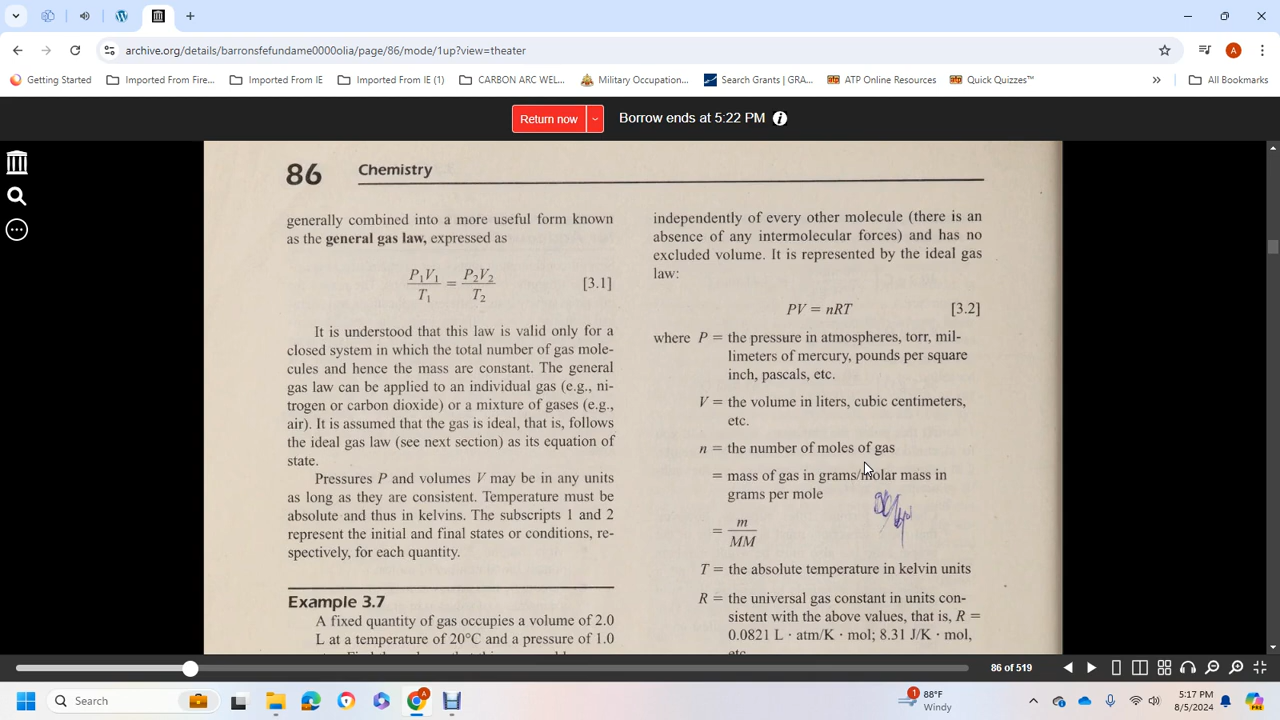 archive.org/details/barronsfefundame0000olia/page/86/mode/1up?view=theater
A
Getting Started
Imported From Fire...
Imported From IE
Imported From IE (1)
CARBON ARC WEL...
Military Occupation...
Search Grants | GRA...
ATP Online Resources
Quick Quizzes™
All Bookmarks
Return now
Borrow ends at 5:22 PM
86 Chemistry
generally combined into a more useful form known
as the general gas law, expressed as
P₁V₁/T₁ = P₂V₂/T₂ [3.1]
It is understood that this law is valid only for a
closed system in which the total number of gas mole-
cules and hence the mass are constant. The general
gas law can be applied to an individual gas (e.g., ni-
trogen or carbon dioxide) or a mixture of gases (e.g.,
air). It is assumed that the gas is ideal, that is, follows
the ideal gas law (see next section) as its equation of
state.
Pressures P and volumes V may be in any units
as long as they are consistent. Temperature must be
absolute and thus in kelvins. The subscripts 1 and 2
represent the initial and final states or conditions, re-
spectively, for each quantity.
Example 3.7
A fixed quantity of gas occupies a volume of 2.0
L at a temperature of 20°C and a pressure of 1.0
independently of every other molecule (there is an
absence of any intermolecular forces) and has no
excluded volume. It is represented by the ideal gas
law:
PV = nRT [3.2]
where P = the pressure in atmospheres, torr, mil-
limeters of mercury, pounds per square
inch, pascals, etc.
V = the volume in liters, cubic centimeters,
etc.
n = the number of moles of gas
= mass of gas in grams/molar mass in
grams per mole
= m/MM
T = the absolute temperature in kelvin units
R = the universal gas constant in units con-
sistent with the above values, that is, R =
0.0821 L · atm/K · mol; 8.31 J/K · mol,
etc.
86 of 519
Search
1
88°F
Windy
5:17 PM
8/5/2024